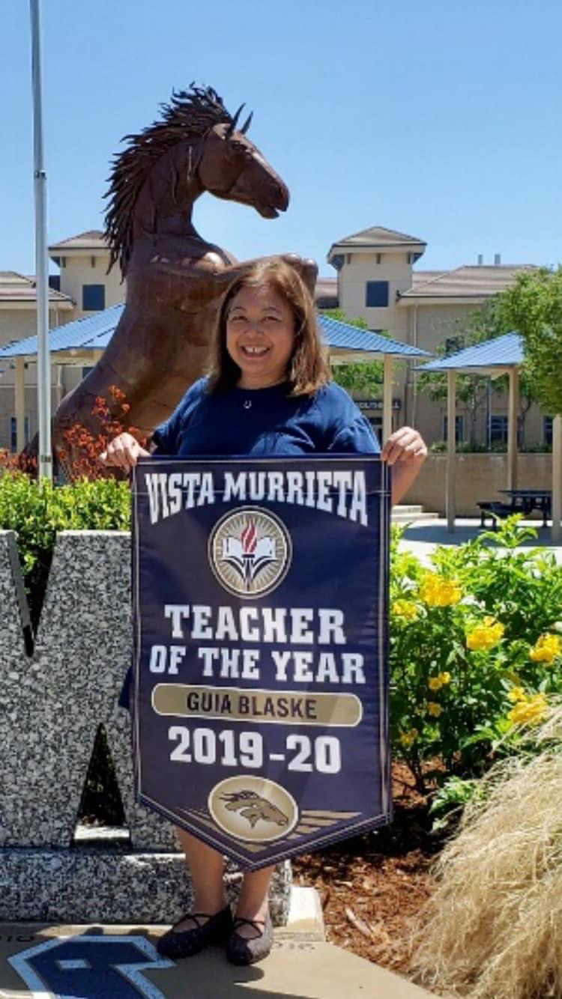 VISTA MURRIETA
TEACHER
OF THE YEAR
GUIA BLASKE
2019-20